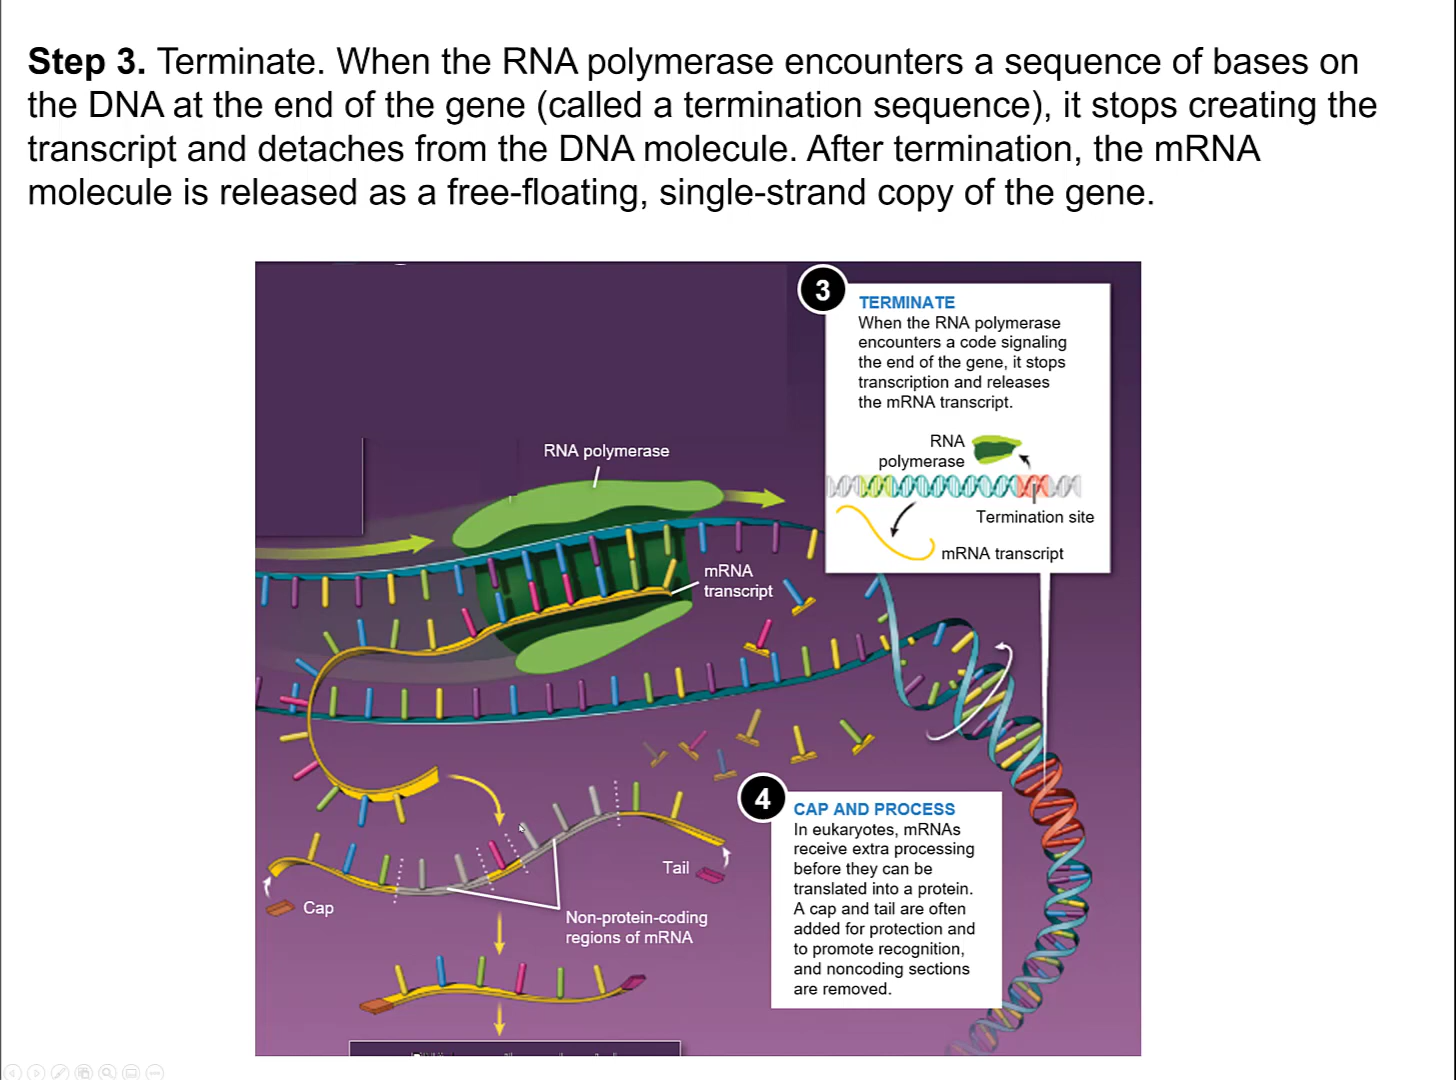 Step 3. Terminate. When the RNA polymerase encounters a sequence of bases on
the DNA at the end of the gene (called a termination sequence), it stops creating the
transcript and detaches from the DNA molecule. After termination, the mRNA
molecule is released as a free-floating, single-strand copy of the gene.
3
TERMINATE
When the RNA polymerase
encounters a code signaling
the end of the gene, it stops
transcription and releases
the mRNA transcript.
RNA
polymerase
Termination site
mRNA transcript
RNA polymerase
mRNA
transcript
4
CAP AND PROCESS
In eukaryotes, mRNAs
receive extra processing
before they can be
translated into a protein.
A cap and tail are often
added for protection and
to promote recognition,
and noncoding sections
are removed.
Tail
Cap
Non-protein-coding
regions of mRNA